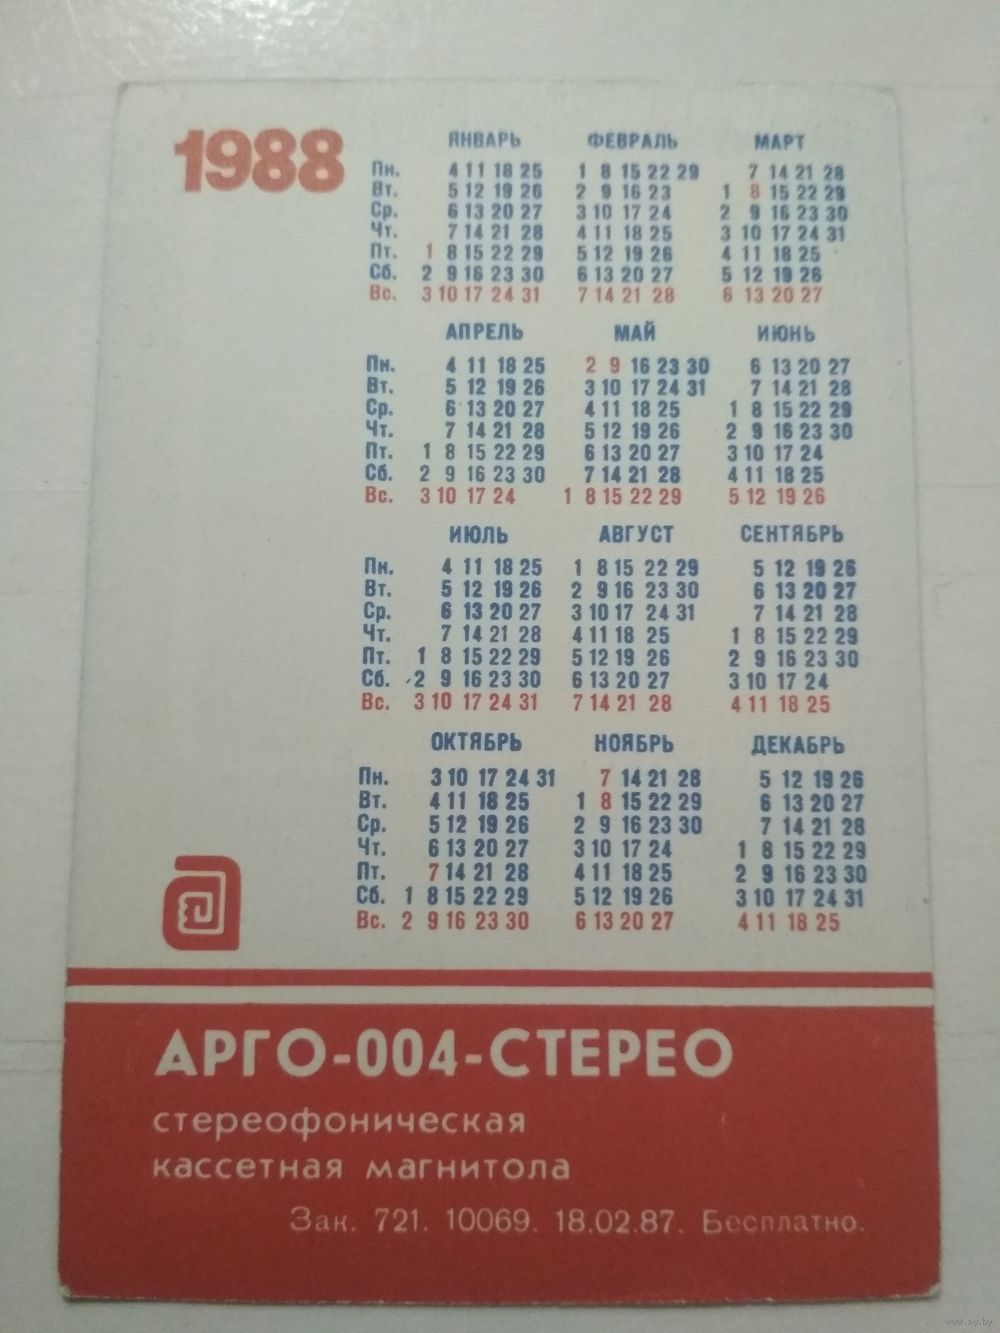 1988
ЯНВАРЬ ФЕВРАЛЬ МАРТ
Пн. 4 11 18 25 1 8 15 22 29 7 14 21 28
Вт. 5 12 19 26 2 9 16 23 1 8 15 22 29
Ср. 6 13 20 27 3 10 17 24 2 9 16 23 30
Чт. 7 14 21 28 4 11 18 25 3 10 17 24 31
Пт. 1 8 15 22 29 5 12 19 26 4 11 18 25
Сб. 2 9 16 23 30 6 13 20 27 5 12 19 26
Вс. 3 10 17 24 31 7 14 21 28 6 13 20 27
АПРЕЛЬ МАЙ ИЮНЬ
Пн. 4 11 18 25 2 9 16 23 30 6 13 20 27
Вт. 5 12 19 26 3 10 17 24 31 7 14 21 28
Ср. 6 13 20 27 4 11 18 25 1 8 15 22 29
Чт. 7 14 21 28 5 12 19 26 2 9 16 23 30
Пт. 1 8 15 22 29 6 13 20 27 3 10 17 24
Сб. 2 9 16 23 30 7 14 21 28 4 11 18 25
Вс. 3 10 17 24 1 8 15 22 29 5 12 19 26
ИЮЛЬ АВГУСТ СЕНТЯБРЬ
Пн. 4 11 18 25 1 8 15 22 29 5 12 19 26
Вт. 5 12 19 26 2 9 16 23 30 6 13 20 27
Ср. 6 13 20 27 3 10 17 24 31 7 14 21 28
Чт. 7 14 21 28 4 11 18 25 1 8 15 22 29
Пт. 1 8 15 22 29 5 12 19 26 2 9 16 23 30
Сб. 2 9 16 23 30 6 13 20 27 3 10 17 24
Вс. 3 10 17 24 31 7 14 21 28 4 11 18 25
ОКТЯБРЬ НОЯБРЬ ДЕКАБРЬ
Пн. 3 10 17 24 31 7 14 21 28 5 12 19 26
Вт. 4 11 18 25 1 8 15 22 29 6 13 20 27
Ср. 5 12 19 26 2 9 16 23 30 7 14 21 28
Чт. 6 13 20 27 3 10 17 24 1 8 15 22 29
Пт. 7 14 21 28 4 11 18 25 2 9 16 23 30
Сб. 1 8 15 22 29 5 12 19 26 3 10 17 24 31
Вс. 2 9 16 23 30 6 13 20 27 4 11 18 25
АРГО-004-СТЕРЕО
стереофоническая
кассетная магнитола
Зак. 721. 10069. 18.02.87. Бесплатно.
www.ay.by